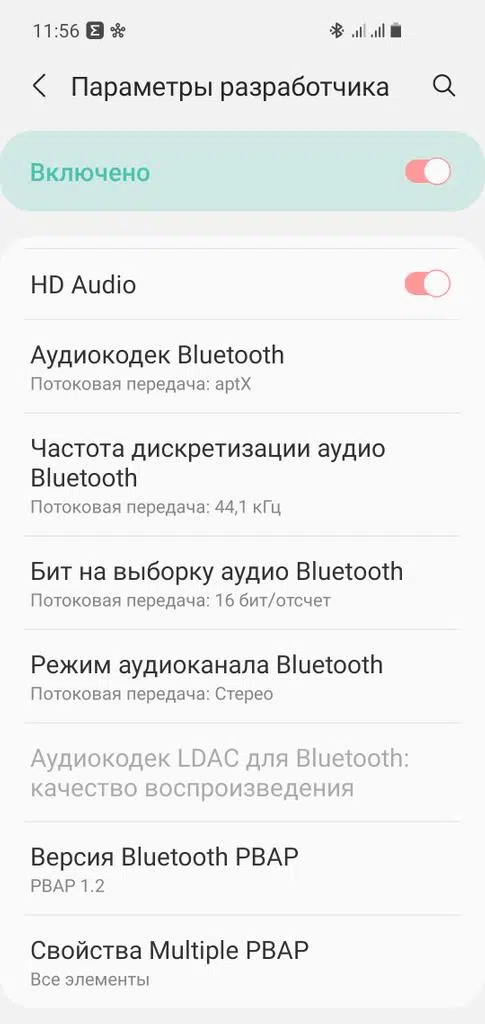 11:56
Параметры разработчика
Включено
HD Audio
Аудиокодек Bluetooth
Потоковая передача: aptX
Частота дискретизации аудио
Bluetooth
Потоковая передача: 44,1 кГц
Бит на выборку аудио Bluetooth
Потоковая передача: 16 бит/отсчет
Режим аудиоканала Bluetooth
Потоковая передача: Стерео
Аудиокодек LDAC для Bluetooth:
качество воспроизведения
Версия Bluetooth PBAP
PBAP 1.2
Свойства Multiple PBAP
Все элементы